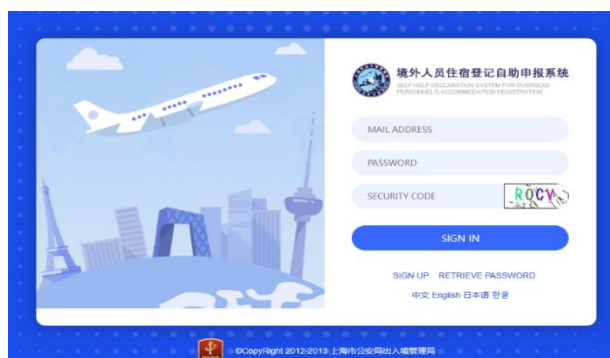 境外人员住宿登记自助申报系统
SELF-HELP DECLARATION SYSTEM FOR OVERSEAS
PERSONNEL'S ACCOMMODATION REGISTRATION
MAIL ADDRESS
PASSWORD
SECURITY CODE
ROCV
SIGN IN
SIGN UP RETRIEVE PASSWORD
中文 English 日本语 한글
©CopyRight 2012-2013 上海市公安局出入境管理局